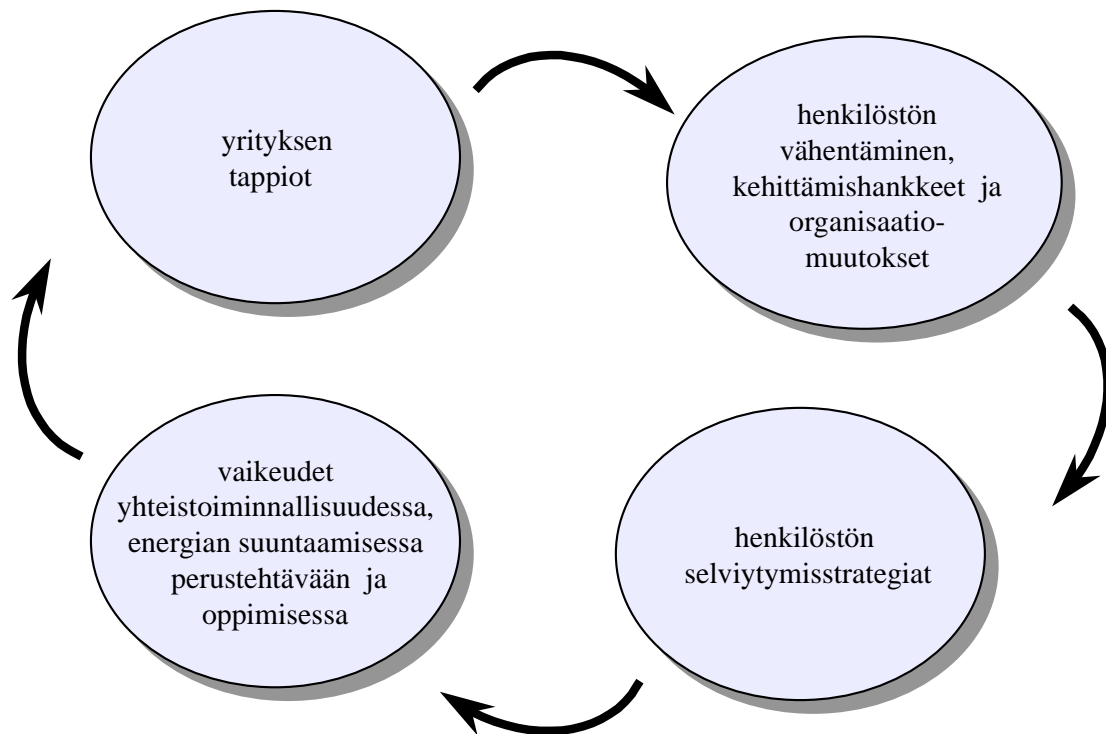 yrityksen
tappiot
henkilöstön
vähentäminen,
kehittämishankkeet ja
organisaatio-
muutokset
henkilöstön
selviytymisstrategiat
vaikeudet
yhteistoiminnallisuudessa,
energian suuntaamisessa
perustehtävään ja
oppimisessa